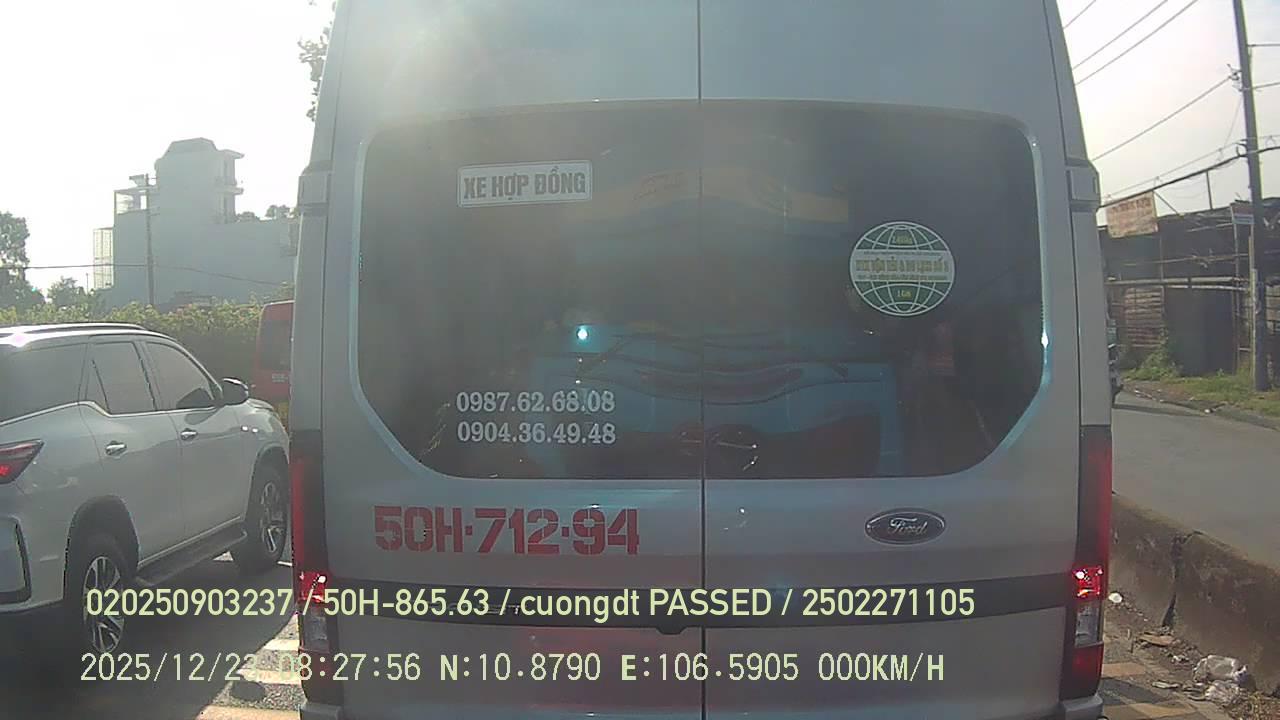 XE HỢP ĐỒNG
0987.62.68.08
0904.36.49.48
50H-712-94
Ford
020250903237 / 50H-865.63 / cuongdt PASSED / 2502271105
2025/12/23 08:27:56 N:10.8790 E:106.5905 000KM/H